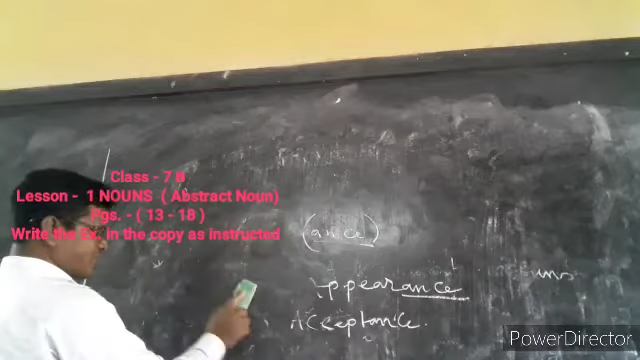 Class - 7 B
Lesson - 1 NOUNS ( Abstract Noun)
Pgs. - ( 13 - 18 )
Write the Ex. in the copy as instructed
(ance)
Appearance
Acceptance.
PowerDirector